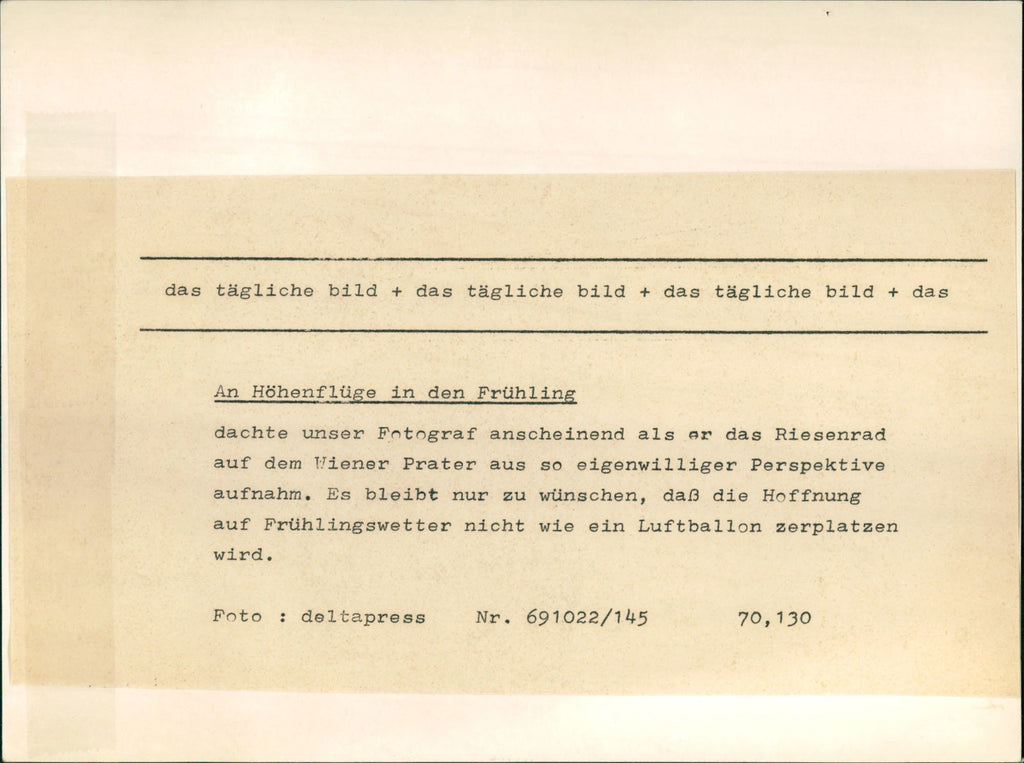 das tägliche bild + das tägliche bild + das tägliche bild + das
An Höhenflüge in den Frühling
dachte unser Fotograf anscheinend als er das Riesenrad
auf dem Wiener Prater aus so eigenwilliger Perspektive
aufnahm. Es bleibt nur zu wünschen, daß die Hoffnung
auf Frühlingswetter nicht wie ein Luftballon zerplatzen
wird.
Foto : deltapress Nr. 691022/145 70,130